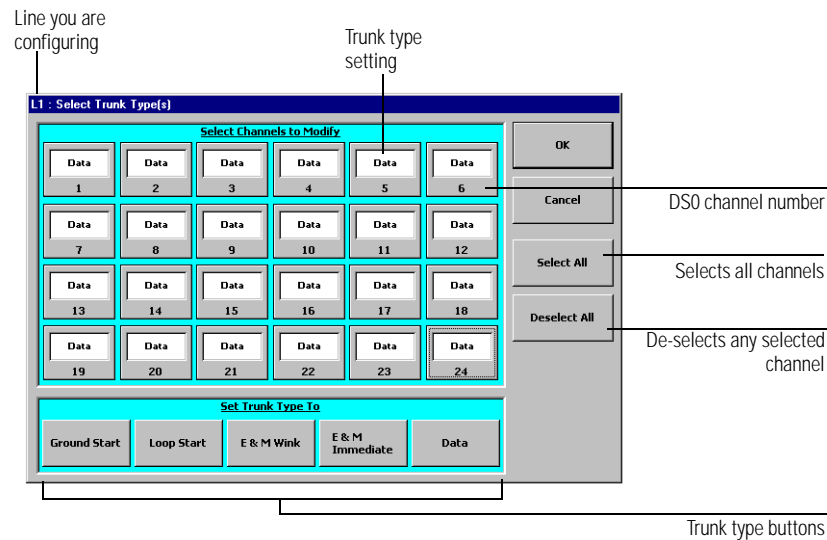 Line you are
configuring
Trunk type
setting
L1 : Select Trunk Type(s)
Select Channels to Modify
Data Data Data Data Data Data
1 2 3 4 5 6
Data Data Data Data Data Data
7 8 9 10 11 12
Data Data Data Data Data Data
13 14 15 16 17 18
Data Data Data Data Data Data
19 20 21 22 23 24
OK
Cancel
Select All
Deselect All
DS0 channel number
Selects all channels
De-selects any selected
channel
Set Trunk Type To
Ground Start Loop Start E & M Wink E & M
Immediate Data
Trunk type buttons